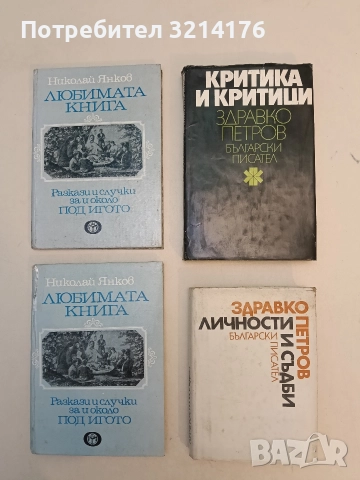 Потребител #3214176
Николай Янков
ЛЮБИМАТА
КНИГА
Разкази и случки
за и около
ПОД ИГОТО
КРИТИКА
И КРИТИЦИ
ЗДРАВКО
ПЕТРОВ
БЪЛГАРСКИ
ПИСАТЕЛ
Николай Янков
ЛЮБИМАТА
КНИГА
Разкази и случки
за и около
ПОД ИГОТО
ЗДРАВКО
ПЕТРОВ
ЛИЧНОСТИ
И СЪДБИ
БЪЛГАРСКИ
ПИСАТЕЛ
BAZAR